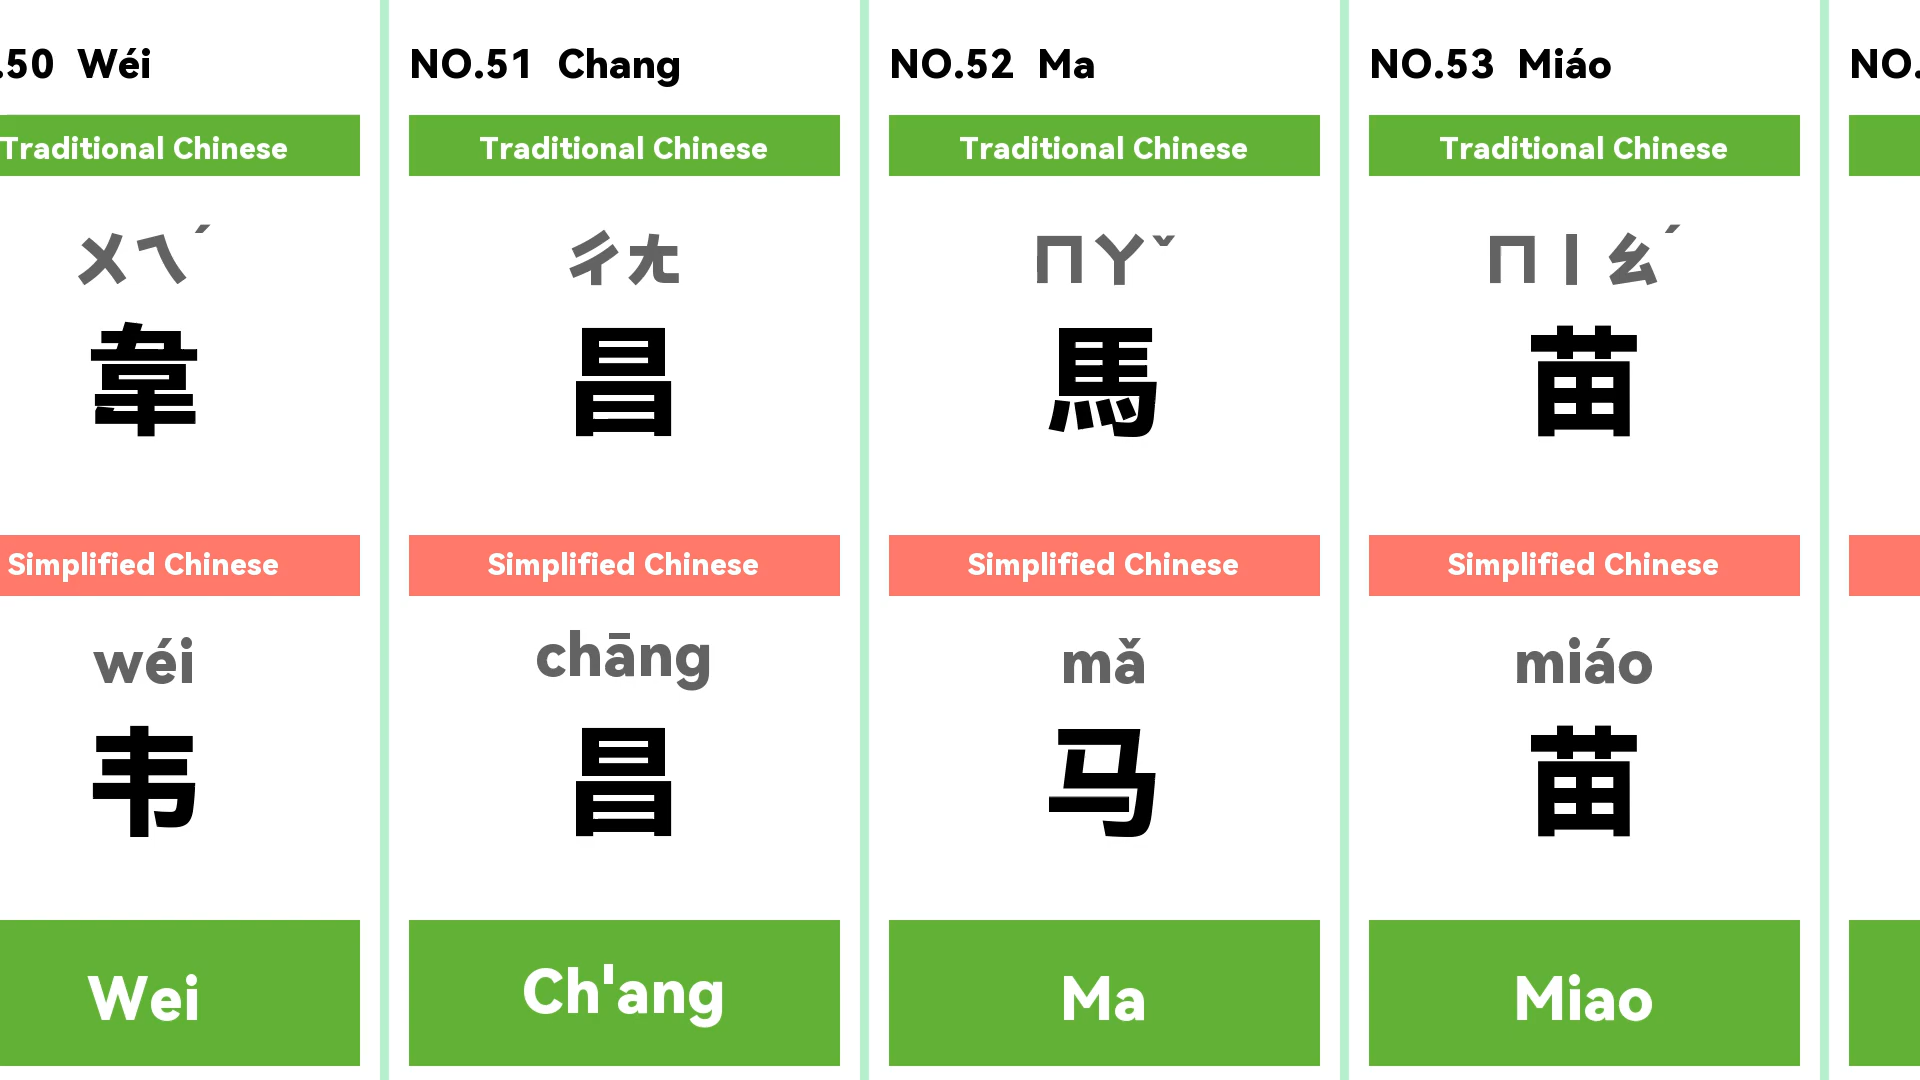 .50 Wéi
Traditional Chinese
ㄨㄟˊ
韋
Simplified Chinese
wéi
韦
Wei
NO.51 Chang
Traditional Chinese
ㄔㄤ
昌
Simplified Chinese
chāng
昌
Ch'ang
NO.52 Ma
Traditional Chinese
ㄇㄚˇ
馬
Simplified Chinese
mǎ
马
Ma
NO.53 Miáo
Traditional Chinese
ㄇㄧㄠˊ
苗
Simplified Chinese
miáo
苗
Miao
NO.